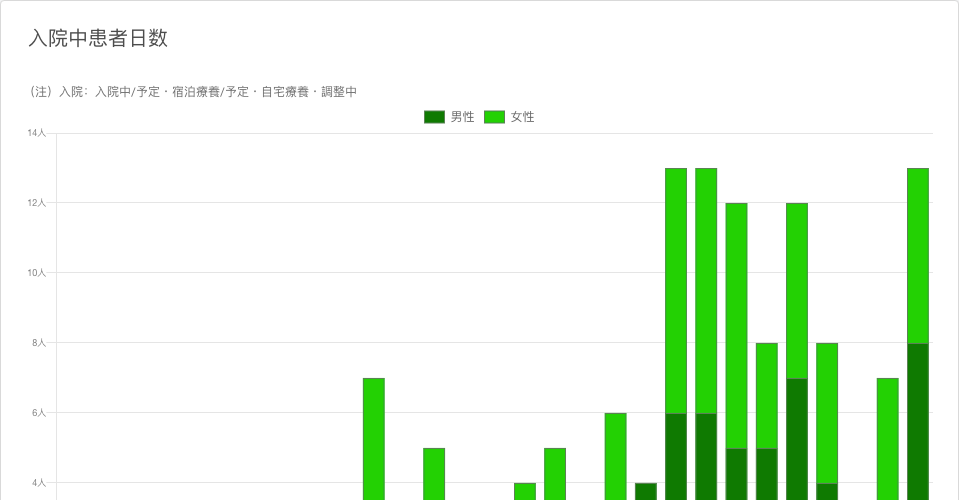 入院中患者日数
（注）入院：入院中/予定・宿泊療養/予定・自宅療養・調整中
男性 女性
14人
12人
10人
8人
6人
4人